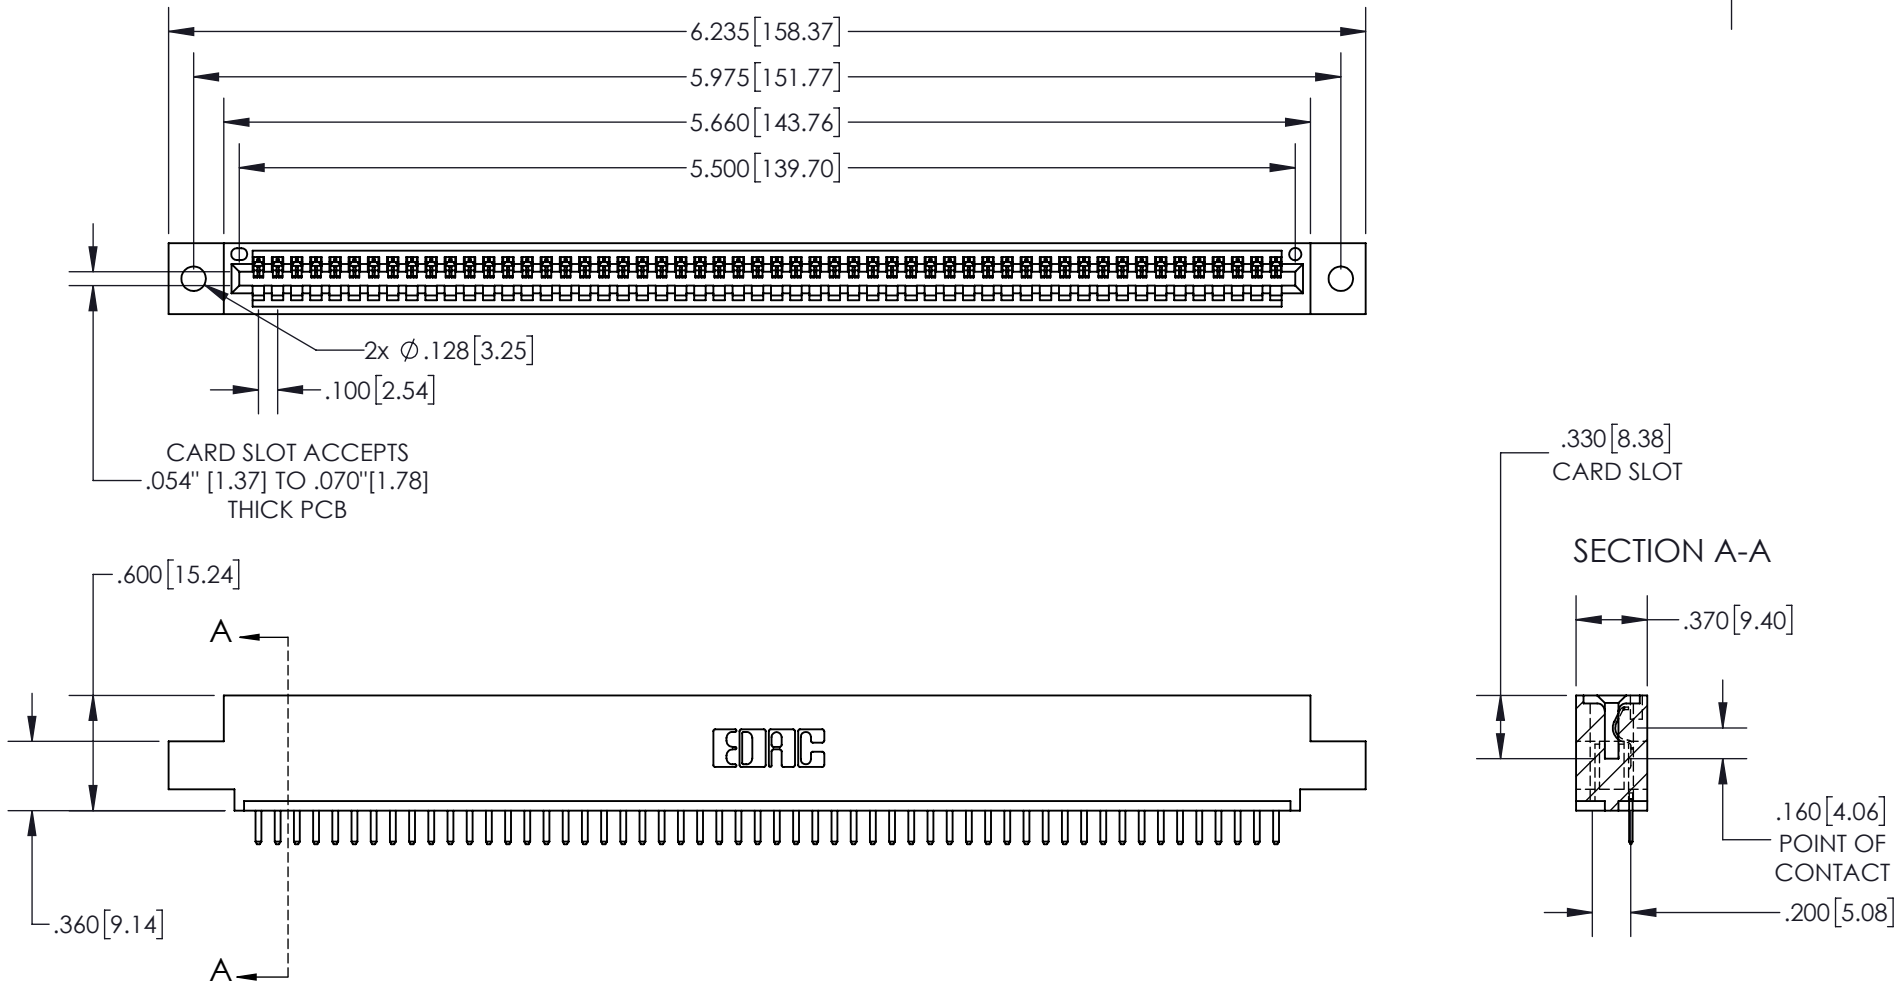 6.235[158.37]
5.975[151.77]
5.660[143.76]
5.500[139.70]
2x Ø.128[3.25]
.100[2.54]
CARD SLOT ACCEPTS
.054" [1.37] TO .070"[1.78]
THICK PCB
.330[8.38]
CARD SLOT
SECTION A-A
.600[15.24]
A
.370[9.40]
EDAC
.160[4.06]
POINT OF
CONTACT
.360[9.14]
.200[5.08]
A